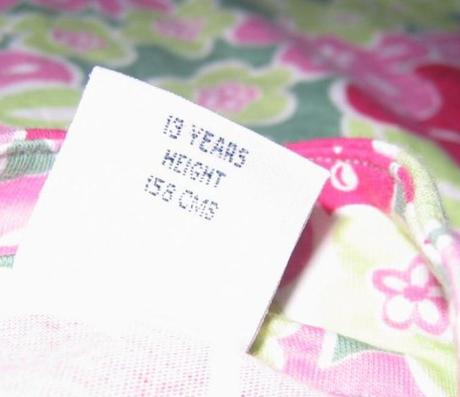 13 YEARS
HEIGHT
158 CMS